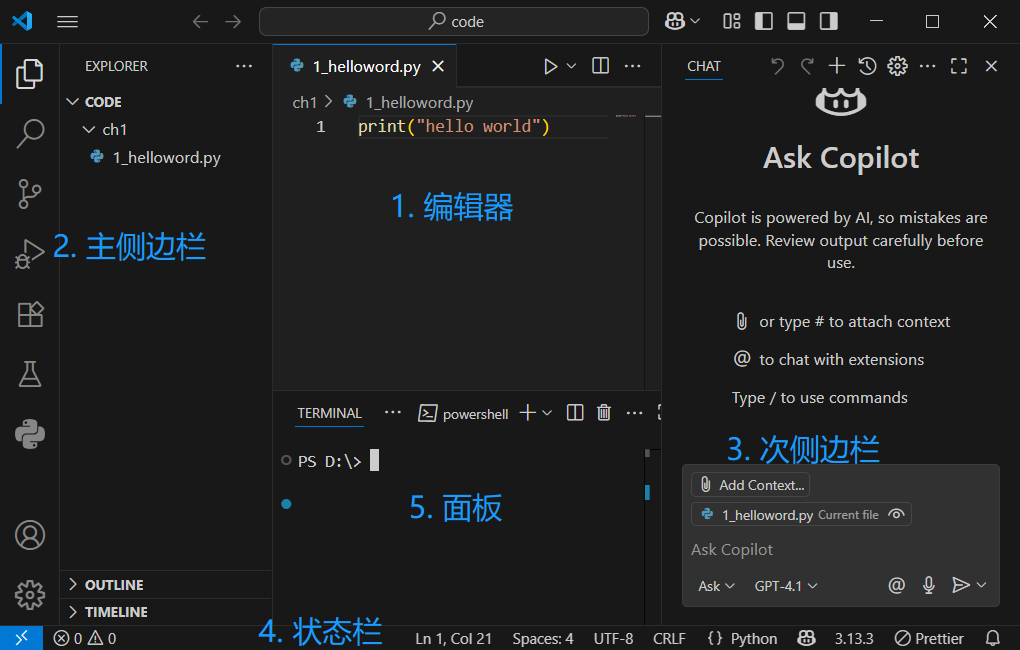 code
EXPLORER
CODE
ch1
1_helloword.py
2. 主侧边栏
OUTLINE
TIMELINE
1_helloword.py
ch1 > 1_helloword.py
1 print("hello world")
1. 编辑器
TERMINAL
powershell
PS D:\>
5. 面板
CHAT
Ask Copilot
Copilot is powered by AI, so mistakes are
possible. Review output carefully before
use.
or type # to attach context
@ to chat with extensions
Type / to use commands
3. 次侧边栏
Add Context...
1_helloword.py Current file
Ask Copilot
Ask GPT-4.1 @
0 0
4. 状态栏
Ln 1, Col 21 Spaces: 4 UTF-8 CRLF {} Python 3.13.3 Prettier